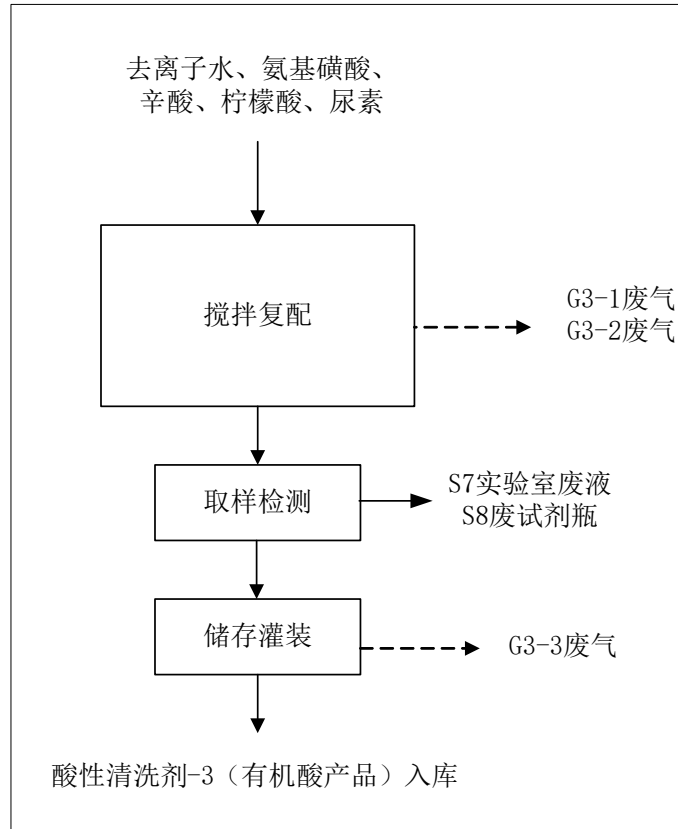 去离子水、氨基磺酸、
辛酸、柠檬酸、尿素
搅拌复配
G3-1废气
G3-2废气
取样检测
S7实验室废液
S8废试剂瓶
储存灌装
G3-3废气
酸性清洗剂-3（有机酸产品）入库